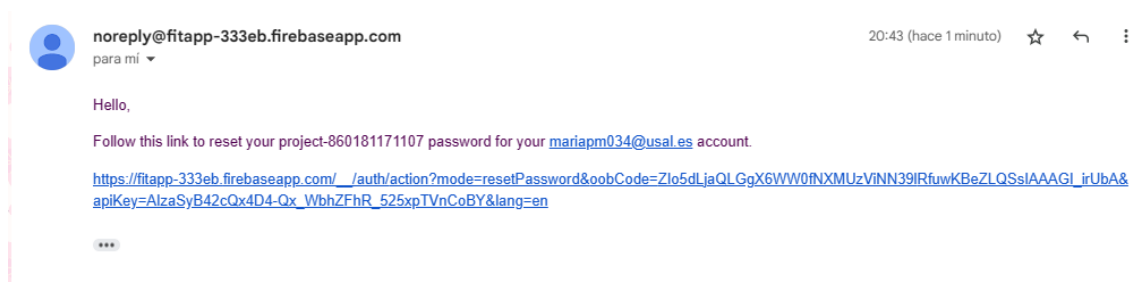 noreply@fitapp-333eb.firebaseapp.com
20:43 (hace 1 minuto)
para mí
Hello,
Follow this link to reset your project-860181171107 password for your mariapm034@usal.es account.
https://fitapp-333eb.firebaseapp.com/__/auth/action?mode=resetPassword&oobCode=ZIo5dLjaQLGgX6WW0fNXMUzViNN39lRfuwKBeZLQSsIAAAGI_irUbA&
apiKey=AIzaSyB42cQx4D4-Qx_WbhZFhR_525xpTVnCoBY&lang=en